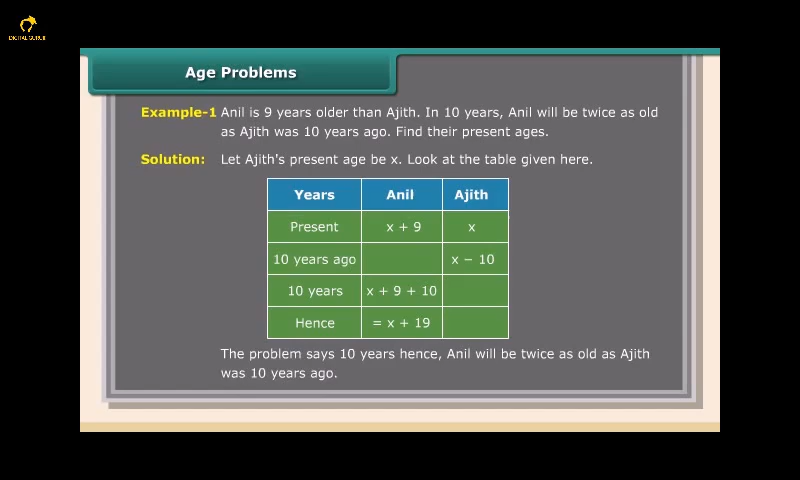 DIGITAL GURUJI
Age Problems
Example-1 Anil is 9 years older than Ajith. In 10 years, Anil will be twice as old
as Ajith was 10 years ago. Find their present ages.
Solution: Let Ajith's present age be x. Look at the table given here.
Years Anil Ajith
Present x + 9 x
10 years ago x − 10
10 years x + 9 + 10
Hence = x + 19
The problem says 10 years hence, Anil will be twice as old as Ajith
was 10 years ago.